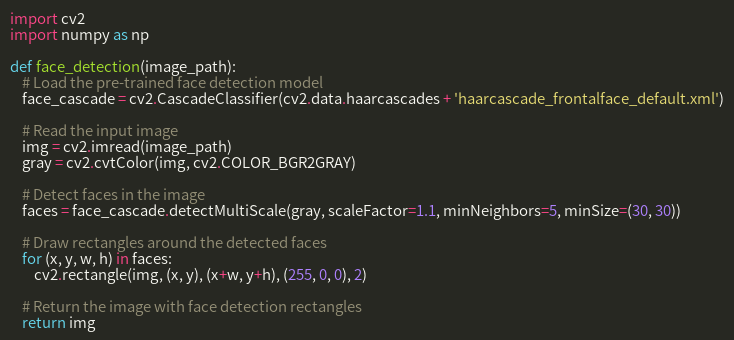 import cv2
import numpy as np

def face_detection(image_path):
    # Load the pre-trained face detection model
    face_cascade = cv2.CascadeClassifier(cv2.data.haarcascades + 'haarcascade_frontalface_default.xml')

    # Read the input image
    img = cv2.imread(image_path)
    gray = cv2.cvtColor(img, cv2.COLOR_BGR2GRAY)

    # Detect faces in the image
    faces = face_cascade.detectMultiScale(gray, scaleFactor=1.1, minNeighbors=5, minSize=(30, 30))

    # Draw rectangles around the detected faces
    for (x, y, w, h) in faces:
        cv2.rectangle(img, (x, y), (x+w, y+h), (255, 0, 0), 2)

    # Return the image with face detection rectangles
    return img